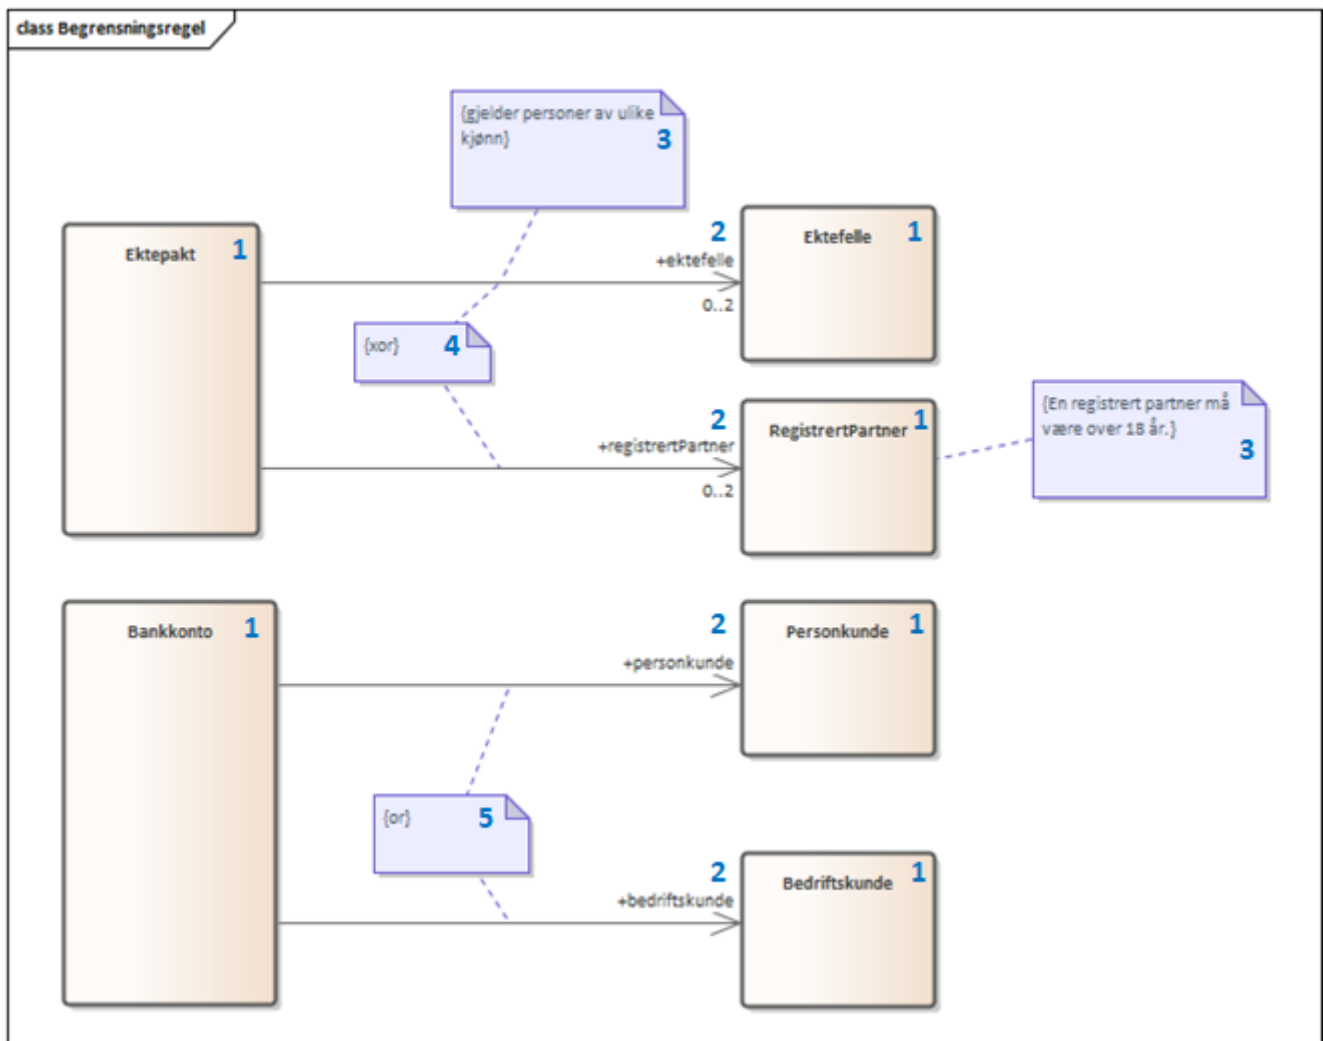 class Begrensningsregel
{gjelder personer av ulike
kjønn}
3
Ektepakt
1
2
+ektefelle
0..2
Ektefelle
1
{xor}
4
2
+registrertPartner
0..2
RegistrertPartner
1
{En registrert partner må
være over 18 år.}
3
Bankkonto
1
2
+personkunde
Personkunde
1
{or}
5
2
+bedriftskunde
Bedriftskunde
1